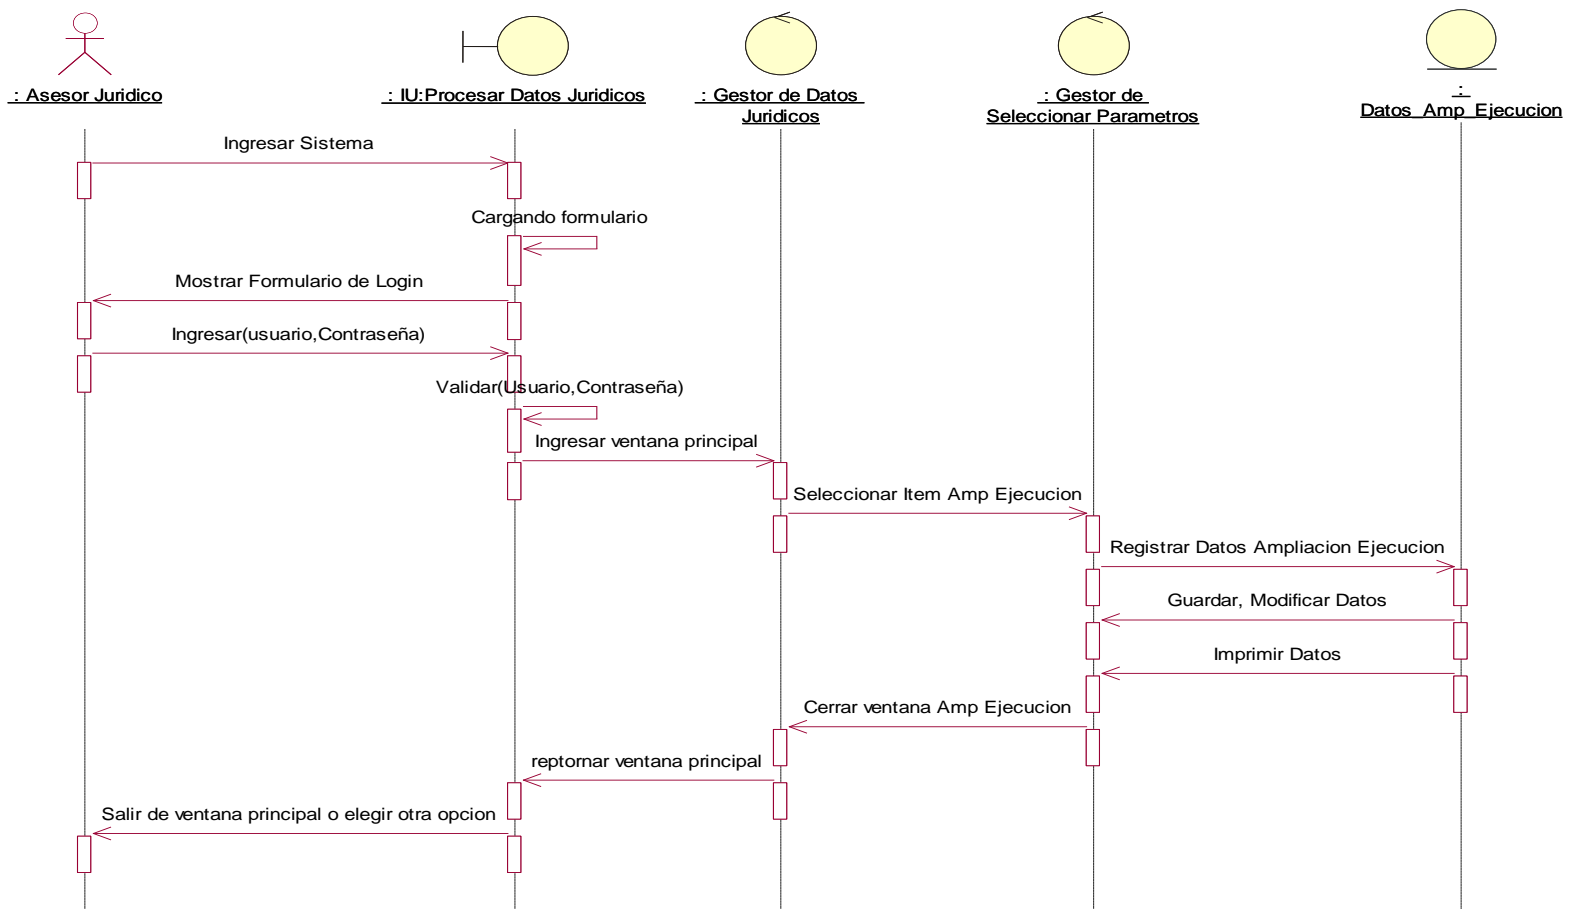 : Asesor Juridico
: IU:Procesar Datos Juridicos
: Gestor de Datos
Juridicos
: Gestor de
Seleccionar Parametros
:
Datos_Amp_Ejecucion
Ingresar Sistema
Cargando formulario
Mostrar Formulario de Login
Ingresar(usuario,Contraseña)
Validar(Usuario,Contraseña)
Ingresar ventana principal
Seleccionar Item Amp Ejecucion
Registrar Datos Ampliacion Ejecucion
Guardar, Modificar Datos
Imprimir Datos
Cerrar ventana Amp Ejecucion
reptornar ventana principal
Salir de ventana principal o elegir otra opcion